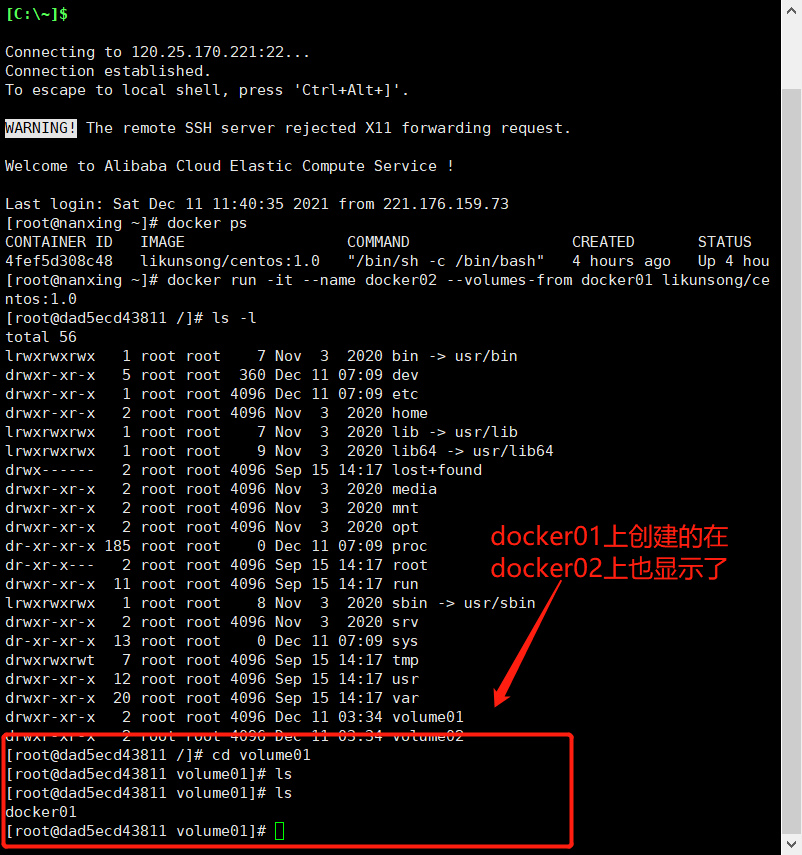 [C:\~]$
Connecting to 120.25.170.221:22...
Connection established.
To escape to local shell, press 'Ctrl+Alt+]'.
WARNING! The remote SSH server rejected X11 forwarding request.
Welcome to Alibaba Cloud Elastic Compute Service !
Last login: Sat Dec 11 11:40:35 2021 from 221.176.159.73
[root@nanxing ~]# docker ps
CONTAINER ID   IMAGE                  COMMAND                  CREATED       STATUS
4fef5d308c48   likunsong/centos:1.0   "/bin/sh -c /bin/bash"   4 hours ago   Up 4 hou
[root@nanxing ~]# docker run -it --name docker02 --volumes-from docker01 likunsong/ce
ntos:1.0
[root@dad5ecd43811 /]# ls -l
total 56
lrwxrwxrwx   1 root root    7 Nov  3  2020 bin -> usr/bin
drwxr-xr-x   5 root root  360 Dec 11 07:09 dev
drwxr-xr-x   1 root root 4096 Dec 11 07:09 etc
drwxr-xr-x   2 root root 4096 Nov  3  2020 home
lrwxrwxrwx   1 root root    7 Nov  3  2020 lib -> usr/lib
lrwxrwxrwx   1 root root    9 Nov  3  2020 lib64 -> usr/lib64
drwx------   2 root root 4096 Sep 15 14:17 lost+found
drwxr-xr-x   2 root root 4096 Nov  3  2020 media
drwxr-xr-x   2 root root 4096 Nov  3  2020 mnt
drwxr-xr-x   2 root root 4096 Nov  3  2020 opt
dr-xr-xr-x 185 root root    0 Dec 11 07:09 proc
dr-xr-x---   2 root root 4096 Sep 15 14:17 root
drwxr-xr-x  11 root root 4096 Sep 15 14:17 run
lrwxrwxrwx   1 root root    8 Nov  3  2020 sbin -> usr/sbin
drwxr-xr-x   2 root root 4096 Nov  3  2020 srv
dr-xr-xr-x  13 root root    0 Dec 11 07:09 sys
drwxrwxrwt   7 root root 4096 Sep 15 14:17 tmp
drwxr-xr-x  12 root root 4096 Sep 15 14:17 usr
drwxr-xr-x  20 root root 4096 Sep 15 14:17 var
drwxr-xr-x   2 root root 4096 Dec 11 03:34 volume01
drwxr-xr-x   2 root root 4096 Dec 11 03:34 volume02
[root@dad5ecd43811 /]# cd volume01
[root@dad5ecd43811 volume01]# ls
[root@dad5ecd43811 volume01]# ls
docker01
[root@dad5ecd43811 volume01]#
docker01上创建的在
docker02上也显示了